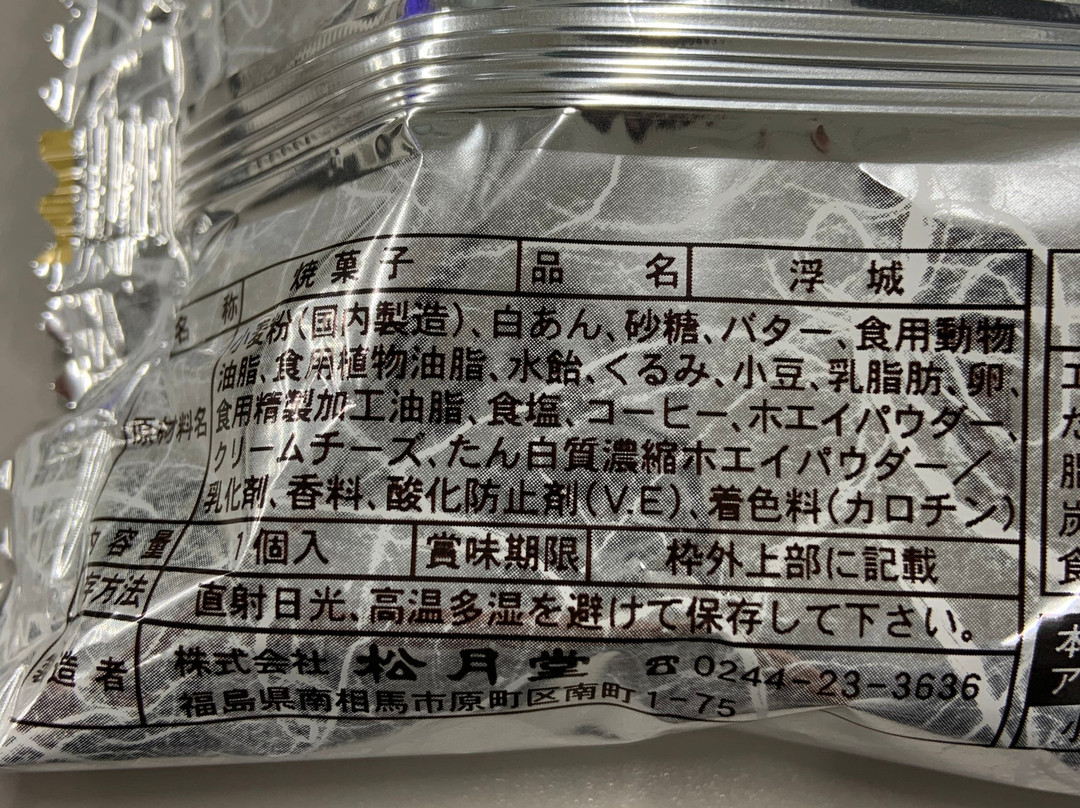 名称 焼菓子 品名 浮城
原材料名 小麦粉(国内製造)、白あん、砂糖、バター、食用動物
油脂、食用植物油脂、水飴、くるみ、小豆、乳脂肪、卵、
食用精製加工油脂、食塩、コーヒー、ホエイパウダー、
クリームチーズ、たん白質濃縮ホエイパウダー/
乳化剤、香料、酸化防止剤(V.E)、着色料(カロチン)
内容量 1個入 賞味期限 枠外上部に記載
存方法 直射日光、高温多湿を避けて保存して下さい。
製造者 株式会社 松月堂 ☎0244-23-3636
福島県南相馬市原町区南町1-75
本
ア
小